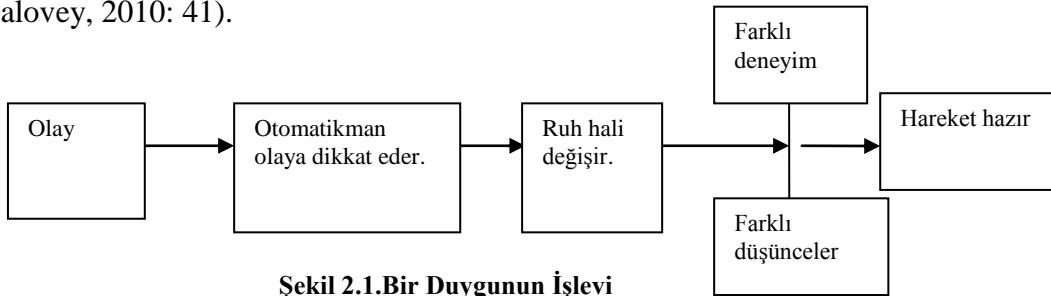 alovey, 2010: 41).
Olay
Otomatikman
olaya dikkat eder.
Ruh hali
değişir.
Farklı
deneyim
Farklı
düşünceler
Hareket hazır
Şekil 2.1.Bir Duygunun İşlevi